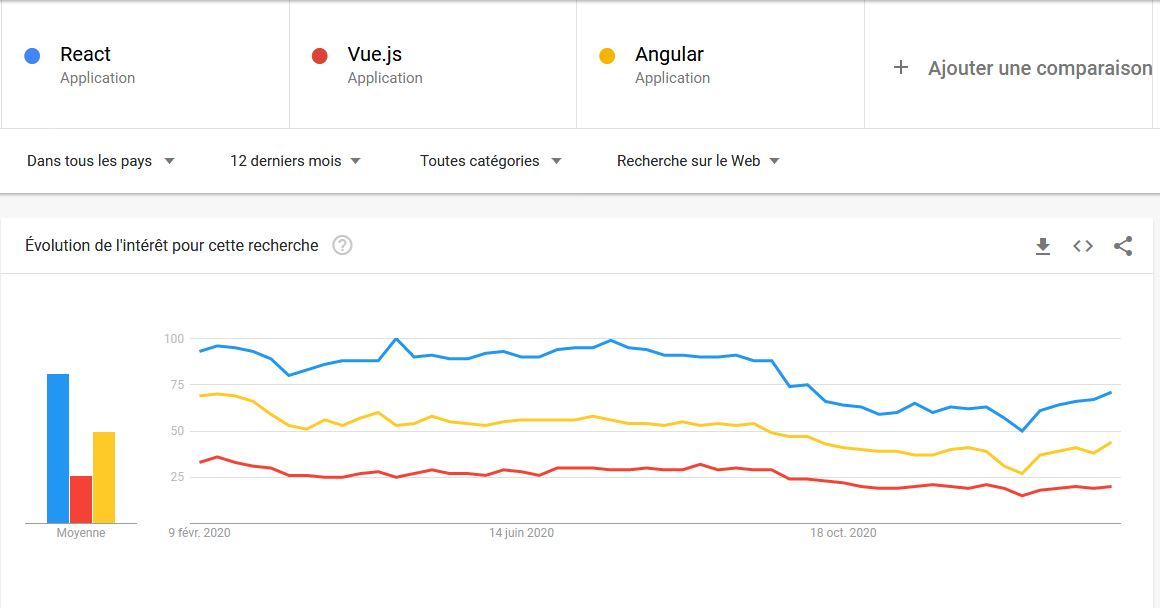 React
Application
Vue.js
Application
Angular
Application
+ Ajouter une comparaison
Dans tous les pays
12 derniers mois
Toutes catégories
Recherche sur le Web
Évolution de l'intérêt pour cette recherche ?
100
75
50
25
Moyenne
9 févr. 2020
14 juin 2020
18 oct. 2020